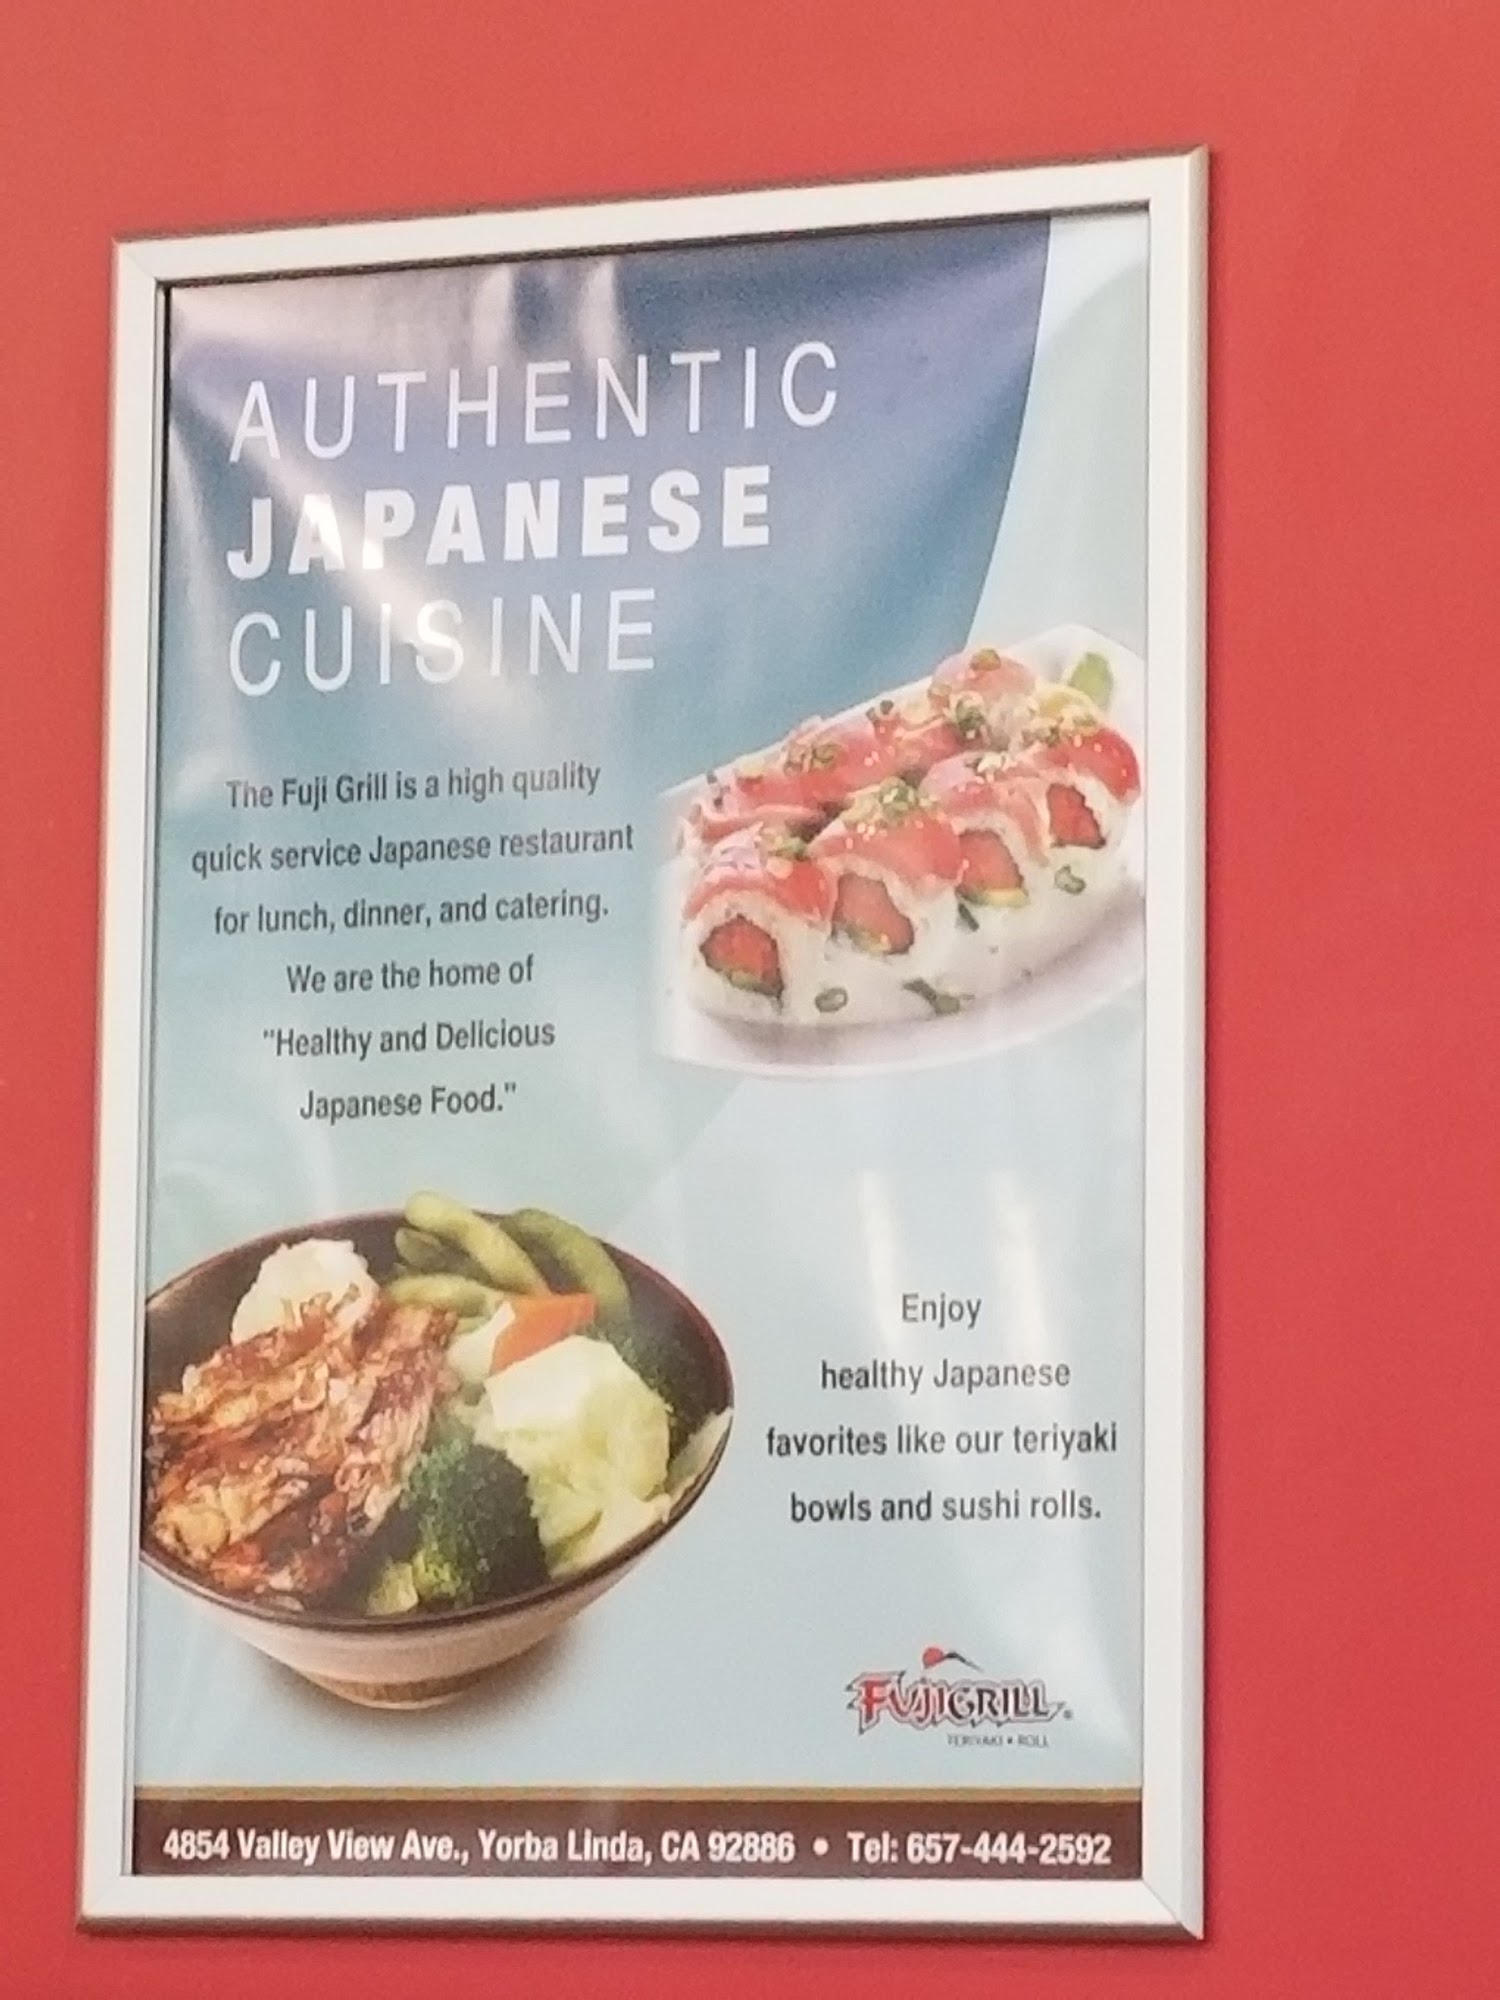 AUTHENTIC
JAPANESE
CUISINE
The Fuji Grill is a high quality
quick service Japanese restaurant
for lunch, dinner, and catering.
We are the home of
"Healthy and Delicious
Japanese Food."
Enjoy
healthy Japanese
favorites like our teriyaki
bowls and sushi rolls.
FUJIGRILL®
TERIYAKI • ROLL
4854 Valley View Ave., Yorba Linda, CA 92886 • Tel: 657-444-2592